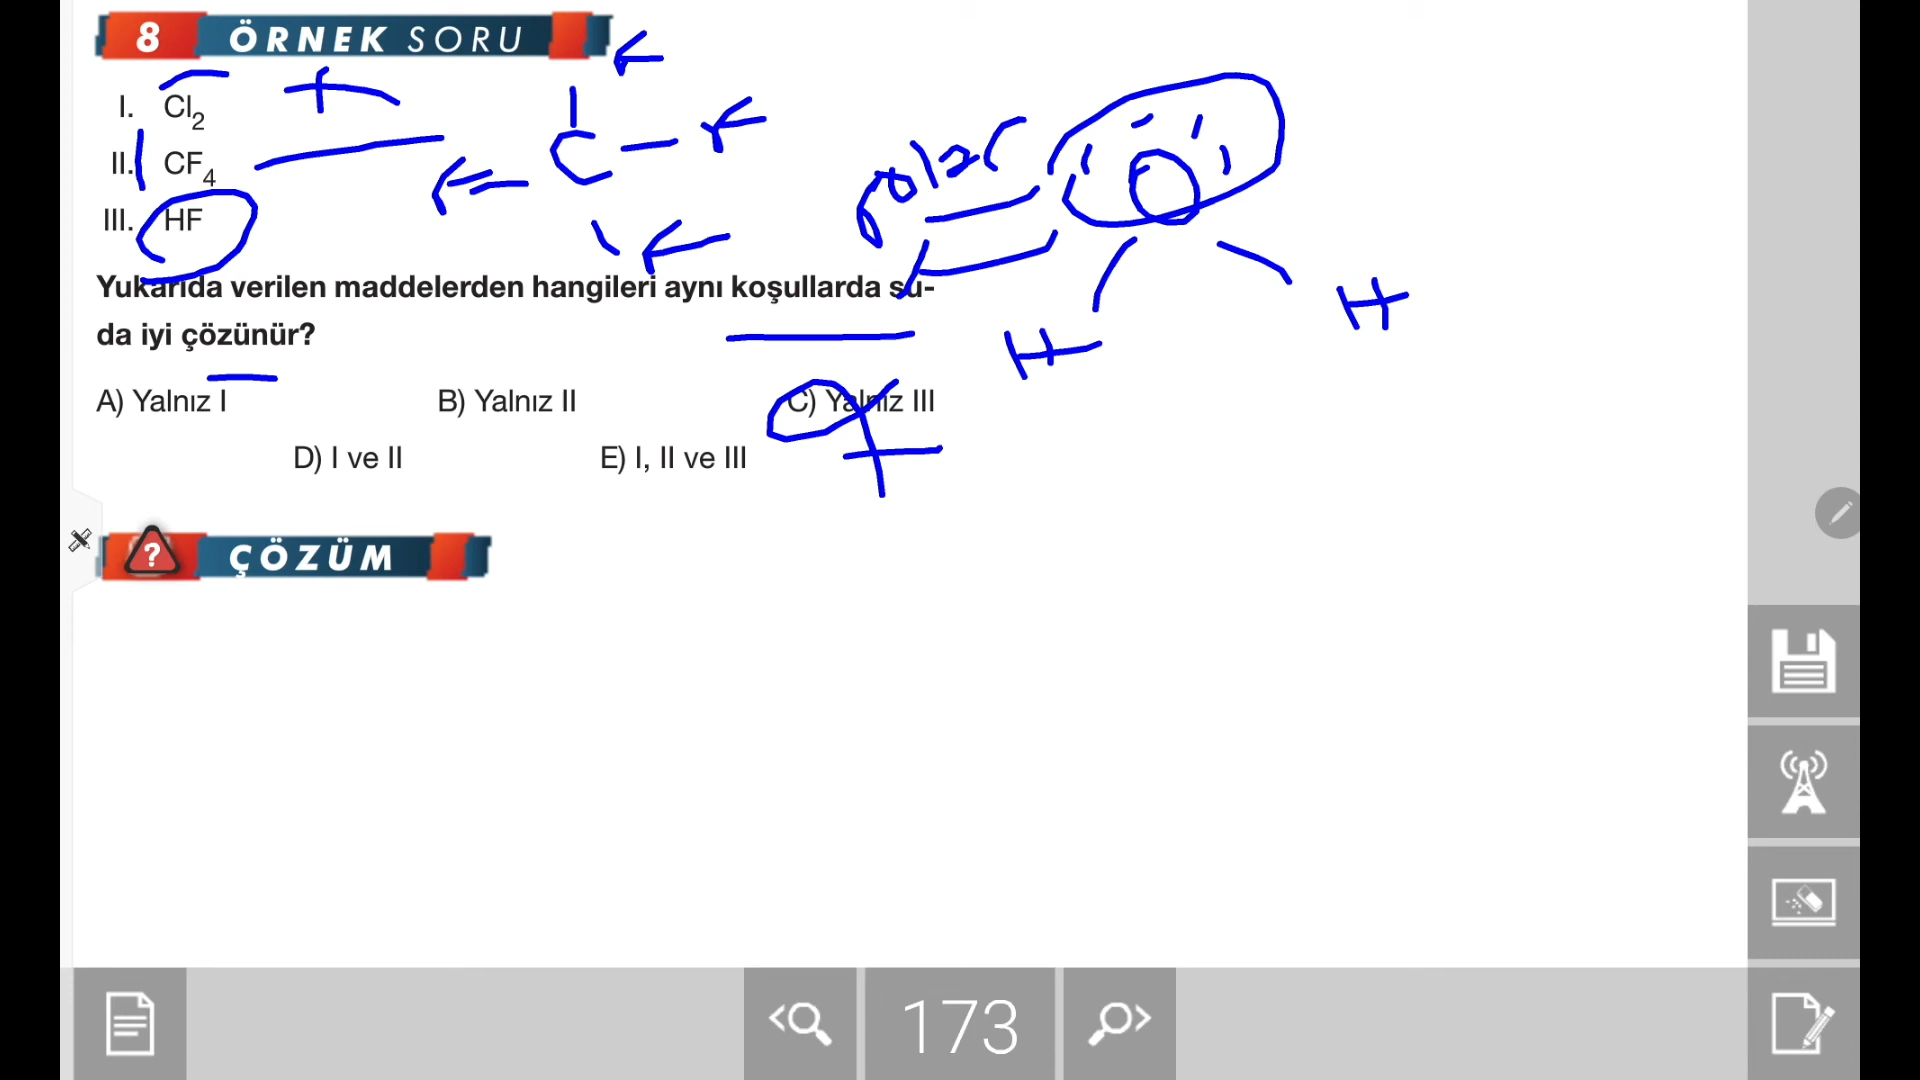 8 ÖRNEK SORU
I. Cl2
II. CF4
III. HF
C
polar
H
H
Yukarıda verilen maddelerden hangileri aynı koşullarda su-
da iyi çözünür?
A) Yalnız I B) Yalnız II C) Yalnız III
D) I ve II E) I, II ve III
? ÇÖZÜM
173